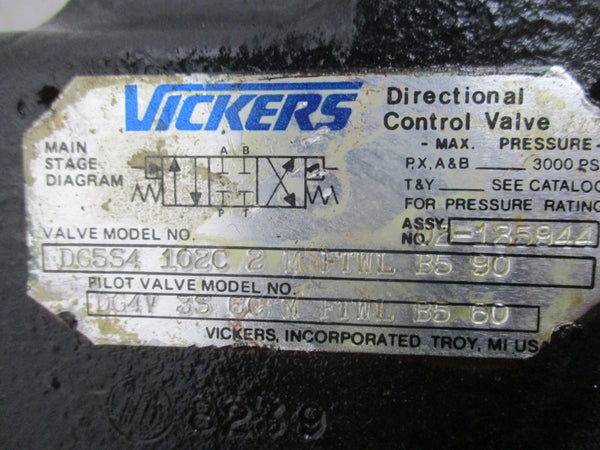 VICKERS
Directional
Control Valve
MAIN
STAGE
DIAGRAM
A B
P T
- MAX. PRESSURE -
P,X, A&B 3000 PS
T&Y SEE CATALOG
FOR PRESSURE RATING
ASSY.
NO. 02-135944
VALVE MODEL NO.
DG5S4 102C 2 M FTWL B5 90
PILOT VALVE MODEL NO.
DG4V 3S 6C M FTWL B5 60
VICKERS, INCORPORATED TROY, MI US
8239